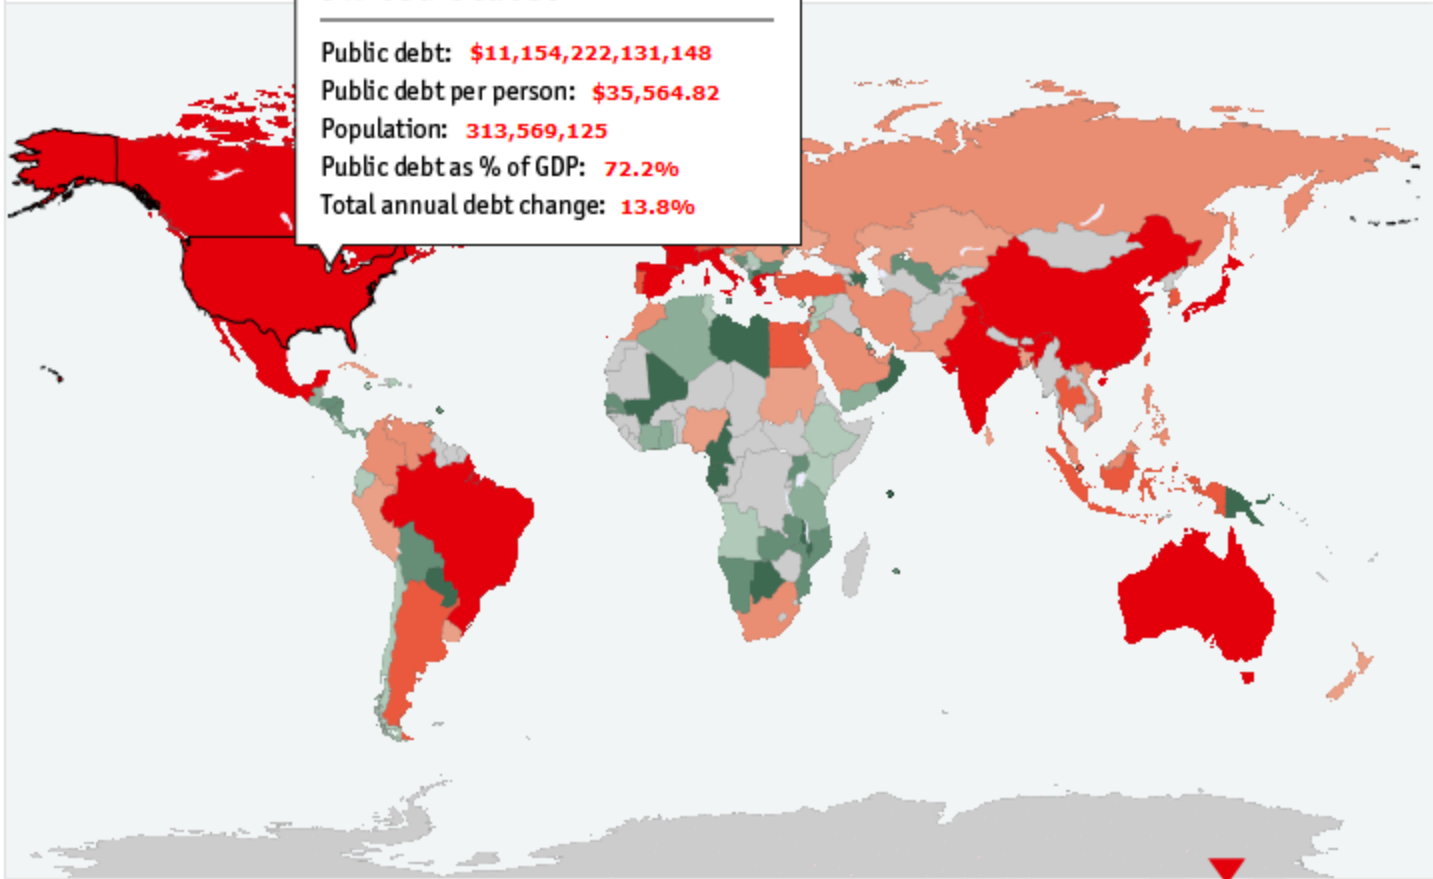 Public debt: $11,154,222,131,148
Public debt per person: $35,564.82
Population: 313,569,125
Public debt as % of GDP: 72.2%
Total annual debt change: 13.8%